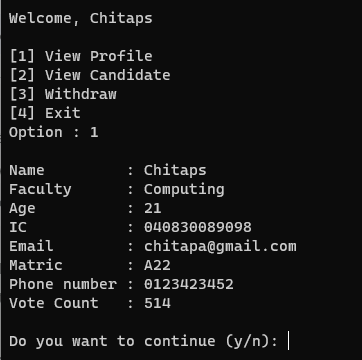 Welcome, Chitaps
[1] View Profile
[2] View Candidate
[3] Withdraw
[4] Exit
Option : 1
Name : Chitaps
Faculty : Computing
Age : 21
IC : 040830089098
Email : chitapa@gmail.com
Matric : A22
Phone number : 0123423452
Vote Count : 514
Do you want to continue (y/n):